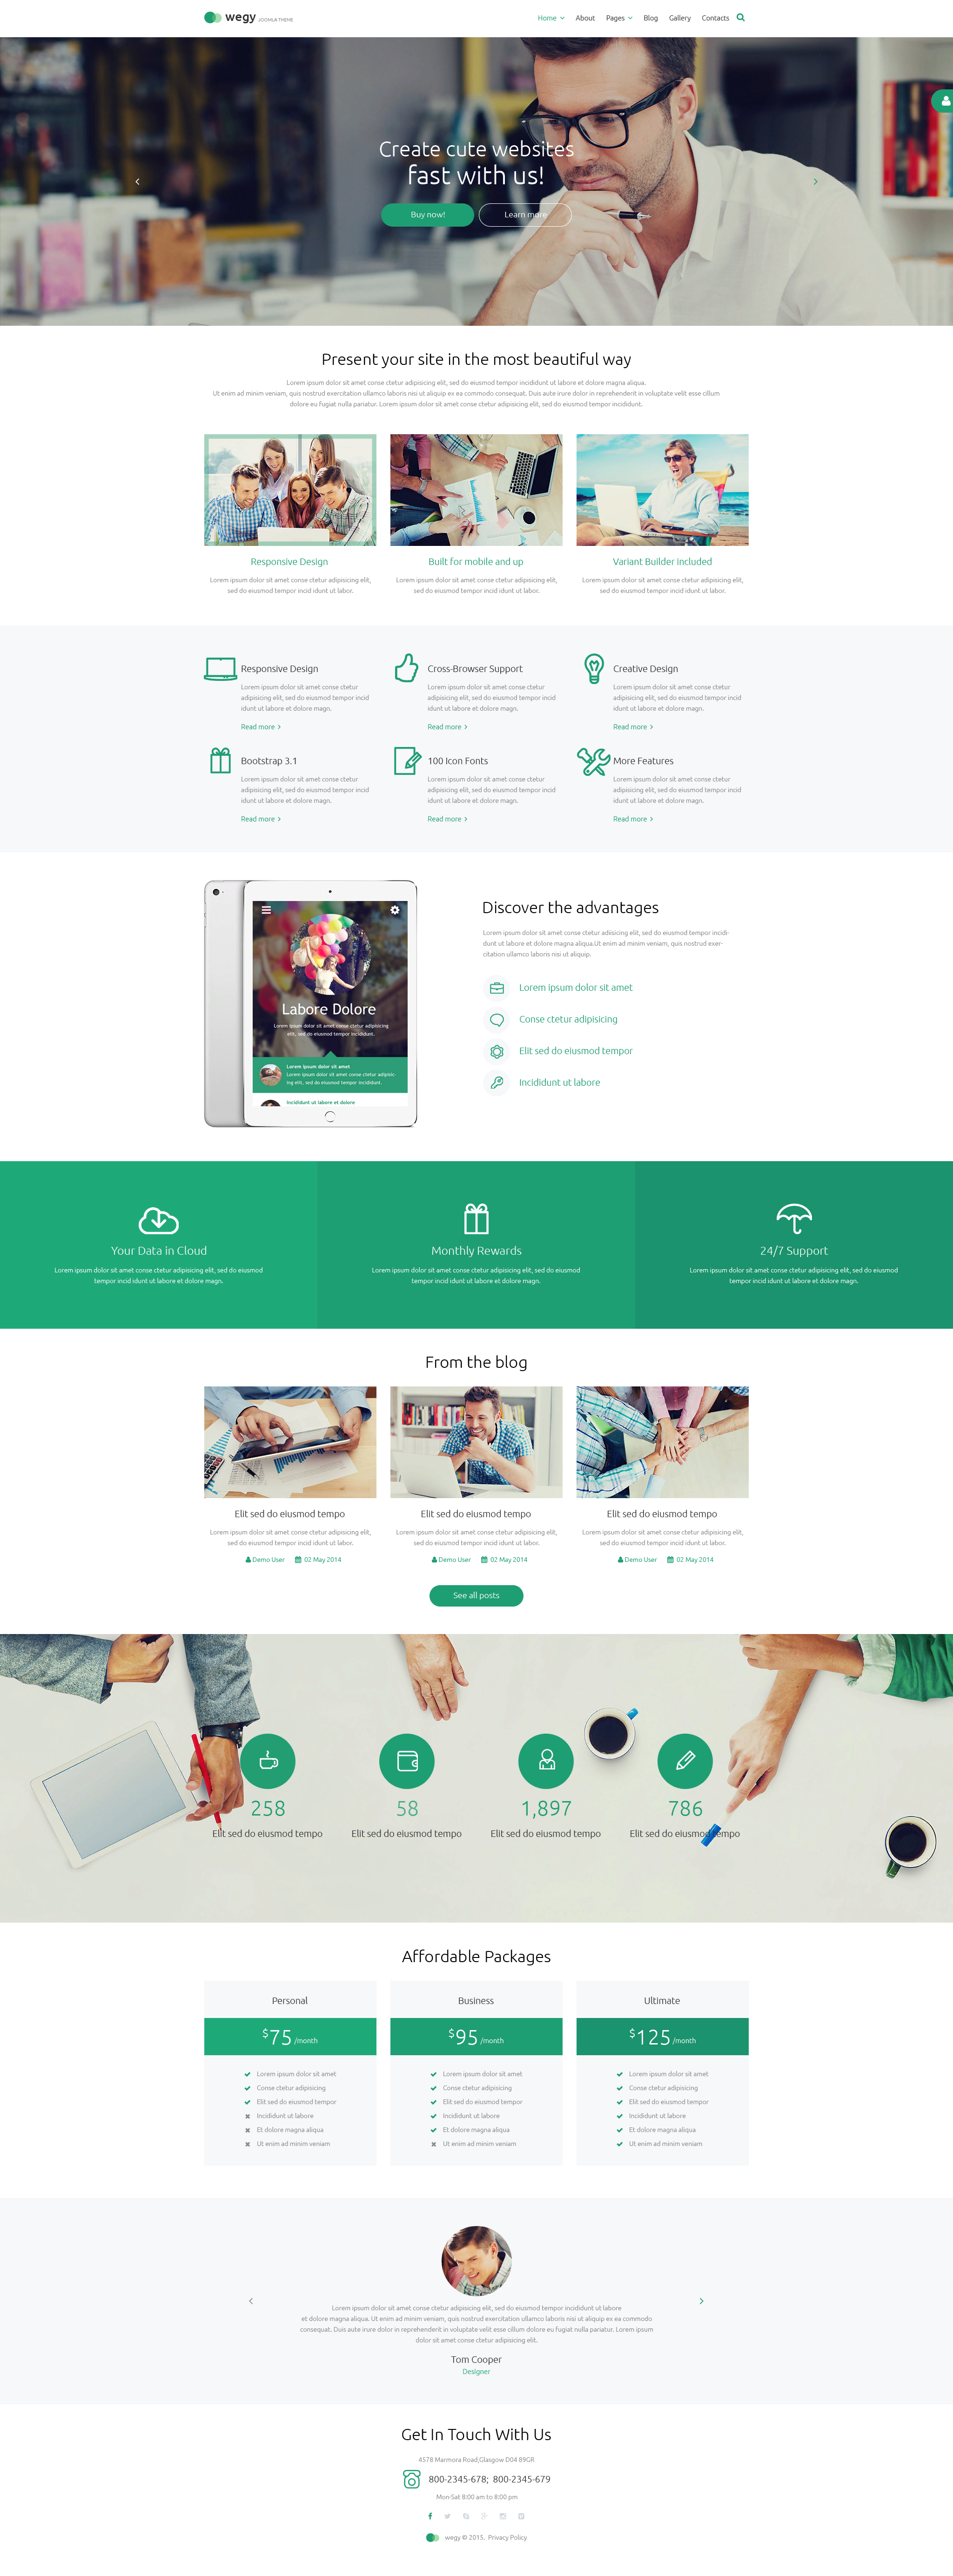 wegy JOOMLA THEME
Home About Pages Blog Gallery Contacts
Create cute websites
fast with us!
Buy now! Learn more
Present your site in the most beautiful way
Lorem ipsum dolor sit amet conse ctetur adipisicing elit, sed do eiusmod tempor incididunt ut labore et dolore magna aliqua.
Ut enim ad minim veniam, quis nostrud exercitation ullamco laboris nisi ut aliquip ex ea commodo consequat. Duis aute irure dolor in reprehenderit in voluptate velit esse cillum
dolore eu fugiat nulla pariatur. Lorem ipsum dolor sit amet conse ctetur adipisicing elit, sed do eiusmod tempor incididunt.
Responsive Design
Lorem ipsum dolor sit amet conse ctetur adipisicing elit,
sed do eiusmod tempor incid idunt ut labor.
Built for mobile and up
Lorem ipsum dolor sit amet conse ctetur adipisicing elit,
sed do eiusmod tempor incid idunt ut labor.
Variant Builder included
Lorem ipsum dolor sit amet conse ctetur adipisicing elit,
sed do eiusmod tempor incid idunt ut labor.
Responsive Design
Lorem ipsum dolor sit amet conse ctetur
adipisicing elit, sed do eiusmod tempor incid
idunt ut labore et dolore magn.
Read more
Cross-Browser Support
Lorem ipsum dolor sit amet conse ctetur
adipisicing elit, sed do eiusmod tempor incid
idunt ut labore et dolore magn.
Read more
Creative Design
Lorem ipsum dolor sit amet conse ctetur
adipisicing elit, sed do eiusmod tempor incid
idunt ut labore et dolore magn.
Read more
Bootstrap 3.1
Lorem ipsum dolor sit amet conse ctetur
adipisicing elit, sed do eiusmod tempor incid
idunt ut labore et dolore magn.
Read more
100 Icon Fonts
Lorem ipsum dolor sit amet conse ctetur
adipisicing elit, sed do eiusmod tempor incid
idunt ut labore et dolore magn.
Read more
More Features
Lorem ipsum dolor sit amet conse ctetur
adipisicing elit, sed do eiusmod tempor incid
idunt ut labore et dolore magn.
Read more
Labore Dolore
Lorem ipsum dolor sit amet conse ctetur adipisicing
elit, sed do eiusmod tempor incididunt.
Lorem ipsum dolor sit amet
Lorem ipsum dolor sit amet conse ctetur adipisic-
ing elit, sed do eiusmod tempor incididunt.
Incididunt ut labore et dolore
Discover the advantages
Lorem ipsum dolor sit amet conse ctetur adiisicing elit, sed do eiusmod tempor incidi-
dunt ut labore et dolore magna aliqua.Ut enim ad minim veniam, quis nostrud exer-
citation ullamco laboris nisi ut aliquip.
Lorem ipsum dolor sit amet
Conse ctetur adipisicing
Elit sed do eiusmod tempor
Incididunt ut labore
Your Data in Cloud
Lorem ipsum dolor sit amet conse ctetur adipisicing elit, sed do eiusmod
tempor incid idunt ut labore et dolore magn.
Monthly Rewards
Lorem ipsum dolor sit amet conse ctetur adipisicing elit, sed do eiusmod
tempor incid idunt ut labore et dolore magn.
24/7 Support
Lorem ipsum dolor sit amet conse ctetur adipisicing elit, sed do eiusmod
tempor incid idunt ut labore et dolore magn.
From the blog
Elit sed do eiusmod tempo
Lorem ipsum dolor sit amet conse ctetur adipisicing elit,
sed do eiusmod tempor incid idunt ut labor.
Demo User 02 May 2014
Elit sed do eiusmod tempo
Lorem ipsum dolor sit amet conse ctetur adipisicing elit,
sed do eiusmod tempor incid idunt ut labor.
Demo User 02 May 2014
Elit sed do eiusmod tempo
Lorem ipsum dolor sit amet conse ctetur adipisicing elit,
sed do eiusmod tempor incid idunt ut labor.
Demo User 02 May 2014
See all posts
258
Elit sed do eiusmod tempo
58
Elit sed do eiusmod tempo
1,897
Elit sed do eiusmod tempo
786
Elit sed do eiusmod tempo
Affordable Packages
Personal
$75 /month
Lorem ipsum dolor sit amet
Conse ctetur adipisicing
Elit sed do eiusmod tempor
Incididunt ut labore
Et dolore magna aliqua
Ut enim ad minim veniam
Business
$95 /month
Lorem ipsum dolor sit amet
Conse ctetur adipisicing
Elit sed do eiusmod tempor
Incididunt ut labore
Et dolore magna aliqua
Ut enim ad minim veniam
Ultimate
$125 /month
Lorem ipsum dolor sit amet
Conse ctetur adipisicing
Elit sed do eiusmod tempor
Incididunt ut labore
Et dolore magna aliqua
Ut enim ad minim veniam
Lorem ipsum dolor sit amet conse ctetur adipisicing elit, sed do eiusmod tempor incididunt ut labore
et dolore magna aliqua. Ut enim ad minim veniam, quis nostrud exercitation ullamco laboris nisi ut aliquip ex ea commodo
consequat. Duis aute irure dolor in reprehenderit in voluptate velit esse cillum dolore eu fugiat nulla pariatur. Lorem ipsum
dolor sit amet conse ctetur adipisicing elit.
Tom Cooper
Designer
Get In Touch With Us
4578 Marmora Road,Glasgow D04 89GR
800-2345-678; 800-2345-679
Mon-Sat 8:00 am to 8:00 pm
wegy © 2015. Privacy Policy